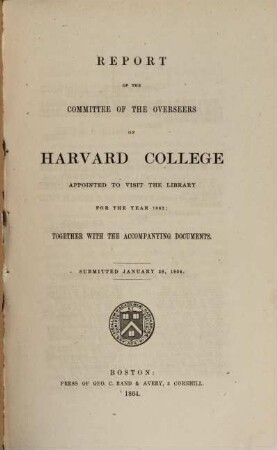 REPORT
OF THE
COMMITTEE OF THE OVERSEERS
OF
HARVARD COLLEGE
APPOINTED TO VISIT THE LIBRARY
FOR THE YEAR 1863:
TOGETHER WITH THE ACCOMPANYING DOCUMENTS.
SUBMITTED JANUARY 28, 1864.
BOSTON:
PRESS OF GEO. C. RAND & AVERY, 3 CORNHILL.
1864.